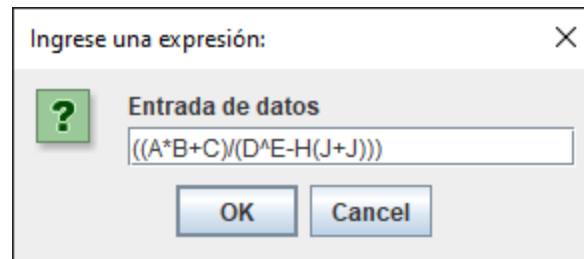 Ingrese una expresión:
Entrada de datos
((A*B+C)/(D^E-H(J+J)))
OK Cancel